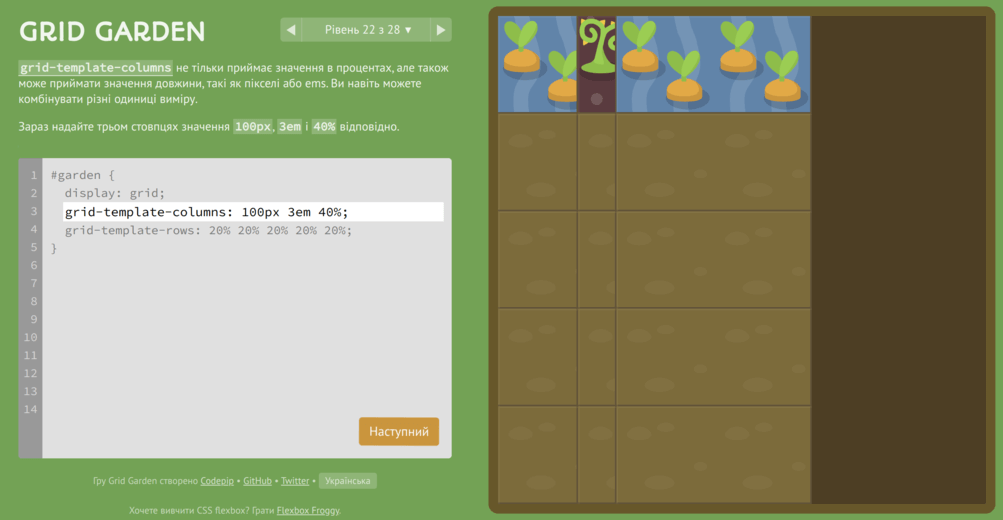 GRID GARDEN
◀ Рівень 22 з 28 ▼ ▶
grid-template-columns не тільки приймає значення в процентах, але також
може приймати значення довжини, такі як пікселі або ems. Ви навіть можете
комбінувати різні одиниці виміру.
Зараз надайте трьом стовпцях значення 100px, 3em і 40% відповідно.
1 #garden {
2 display: grid;
3 grid-template-columns: 100px 3em 40%;
4 grid-template-rows: 20% 20% 20% 20% 20%;
5 }
6
7
8
9
10
11
12
13
14
Наступний
Гру Grid Garden створено Codepip • GitHub • Twitter • Українська
Хочете вивчити CSS flexbox? Грати Flexbox Froggy.